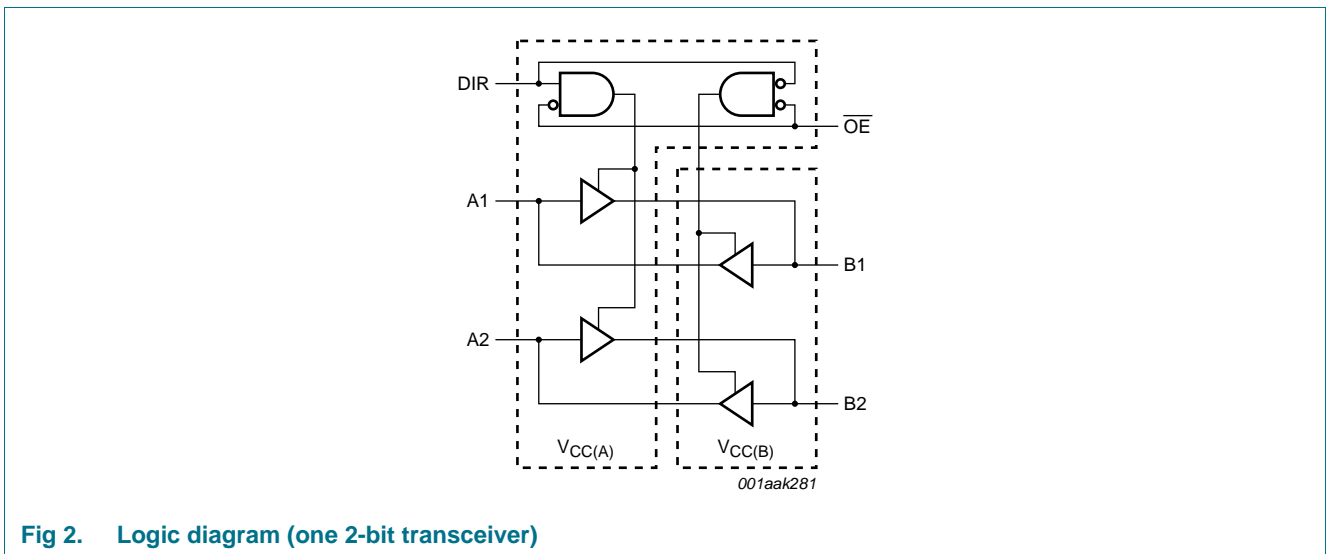 DIR
OE
A1
B1
A2
B2
VCC(A)
VCC(B)
001aak281
Fig 2. Logic diagram (one 2-bit transceiver)